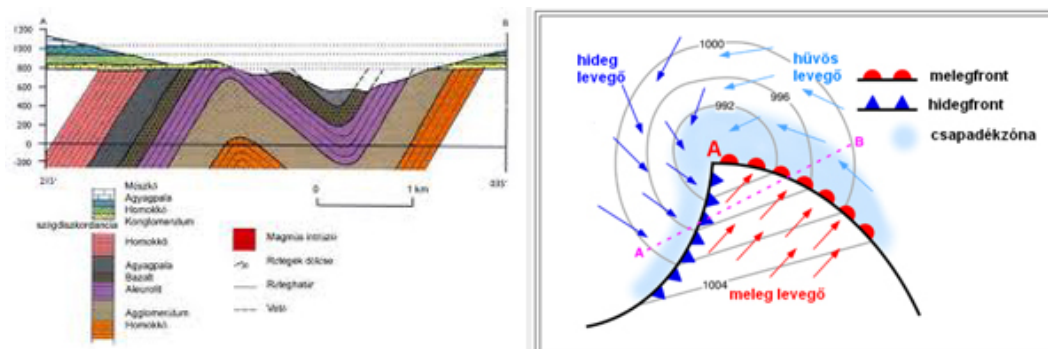 A
B
1200
1000
800
600
400
200
0
-200
0
1 km
Mészkő
Agyagpala
Homokkő
Konglomerátum
szögdiszkordancia
Homokkő
Agyagpala
Bazalt
Aleurolit
Agglomerátum
Homokkő
Magmás intrúzió
Rétegek dőlése
Réteghatár
Vető
1000
hideg
levegő
hűvös
levegő
992
996
A
B
A
1004
meleg levegő
melegfront
hidegfront
csapadékzóna